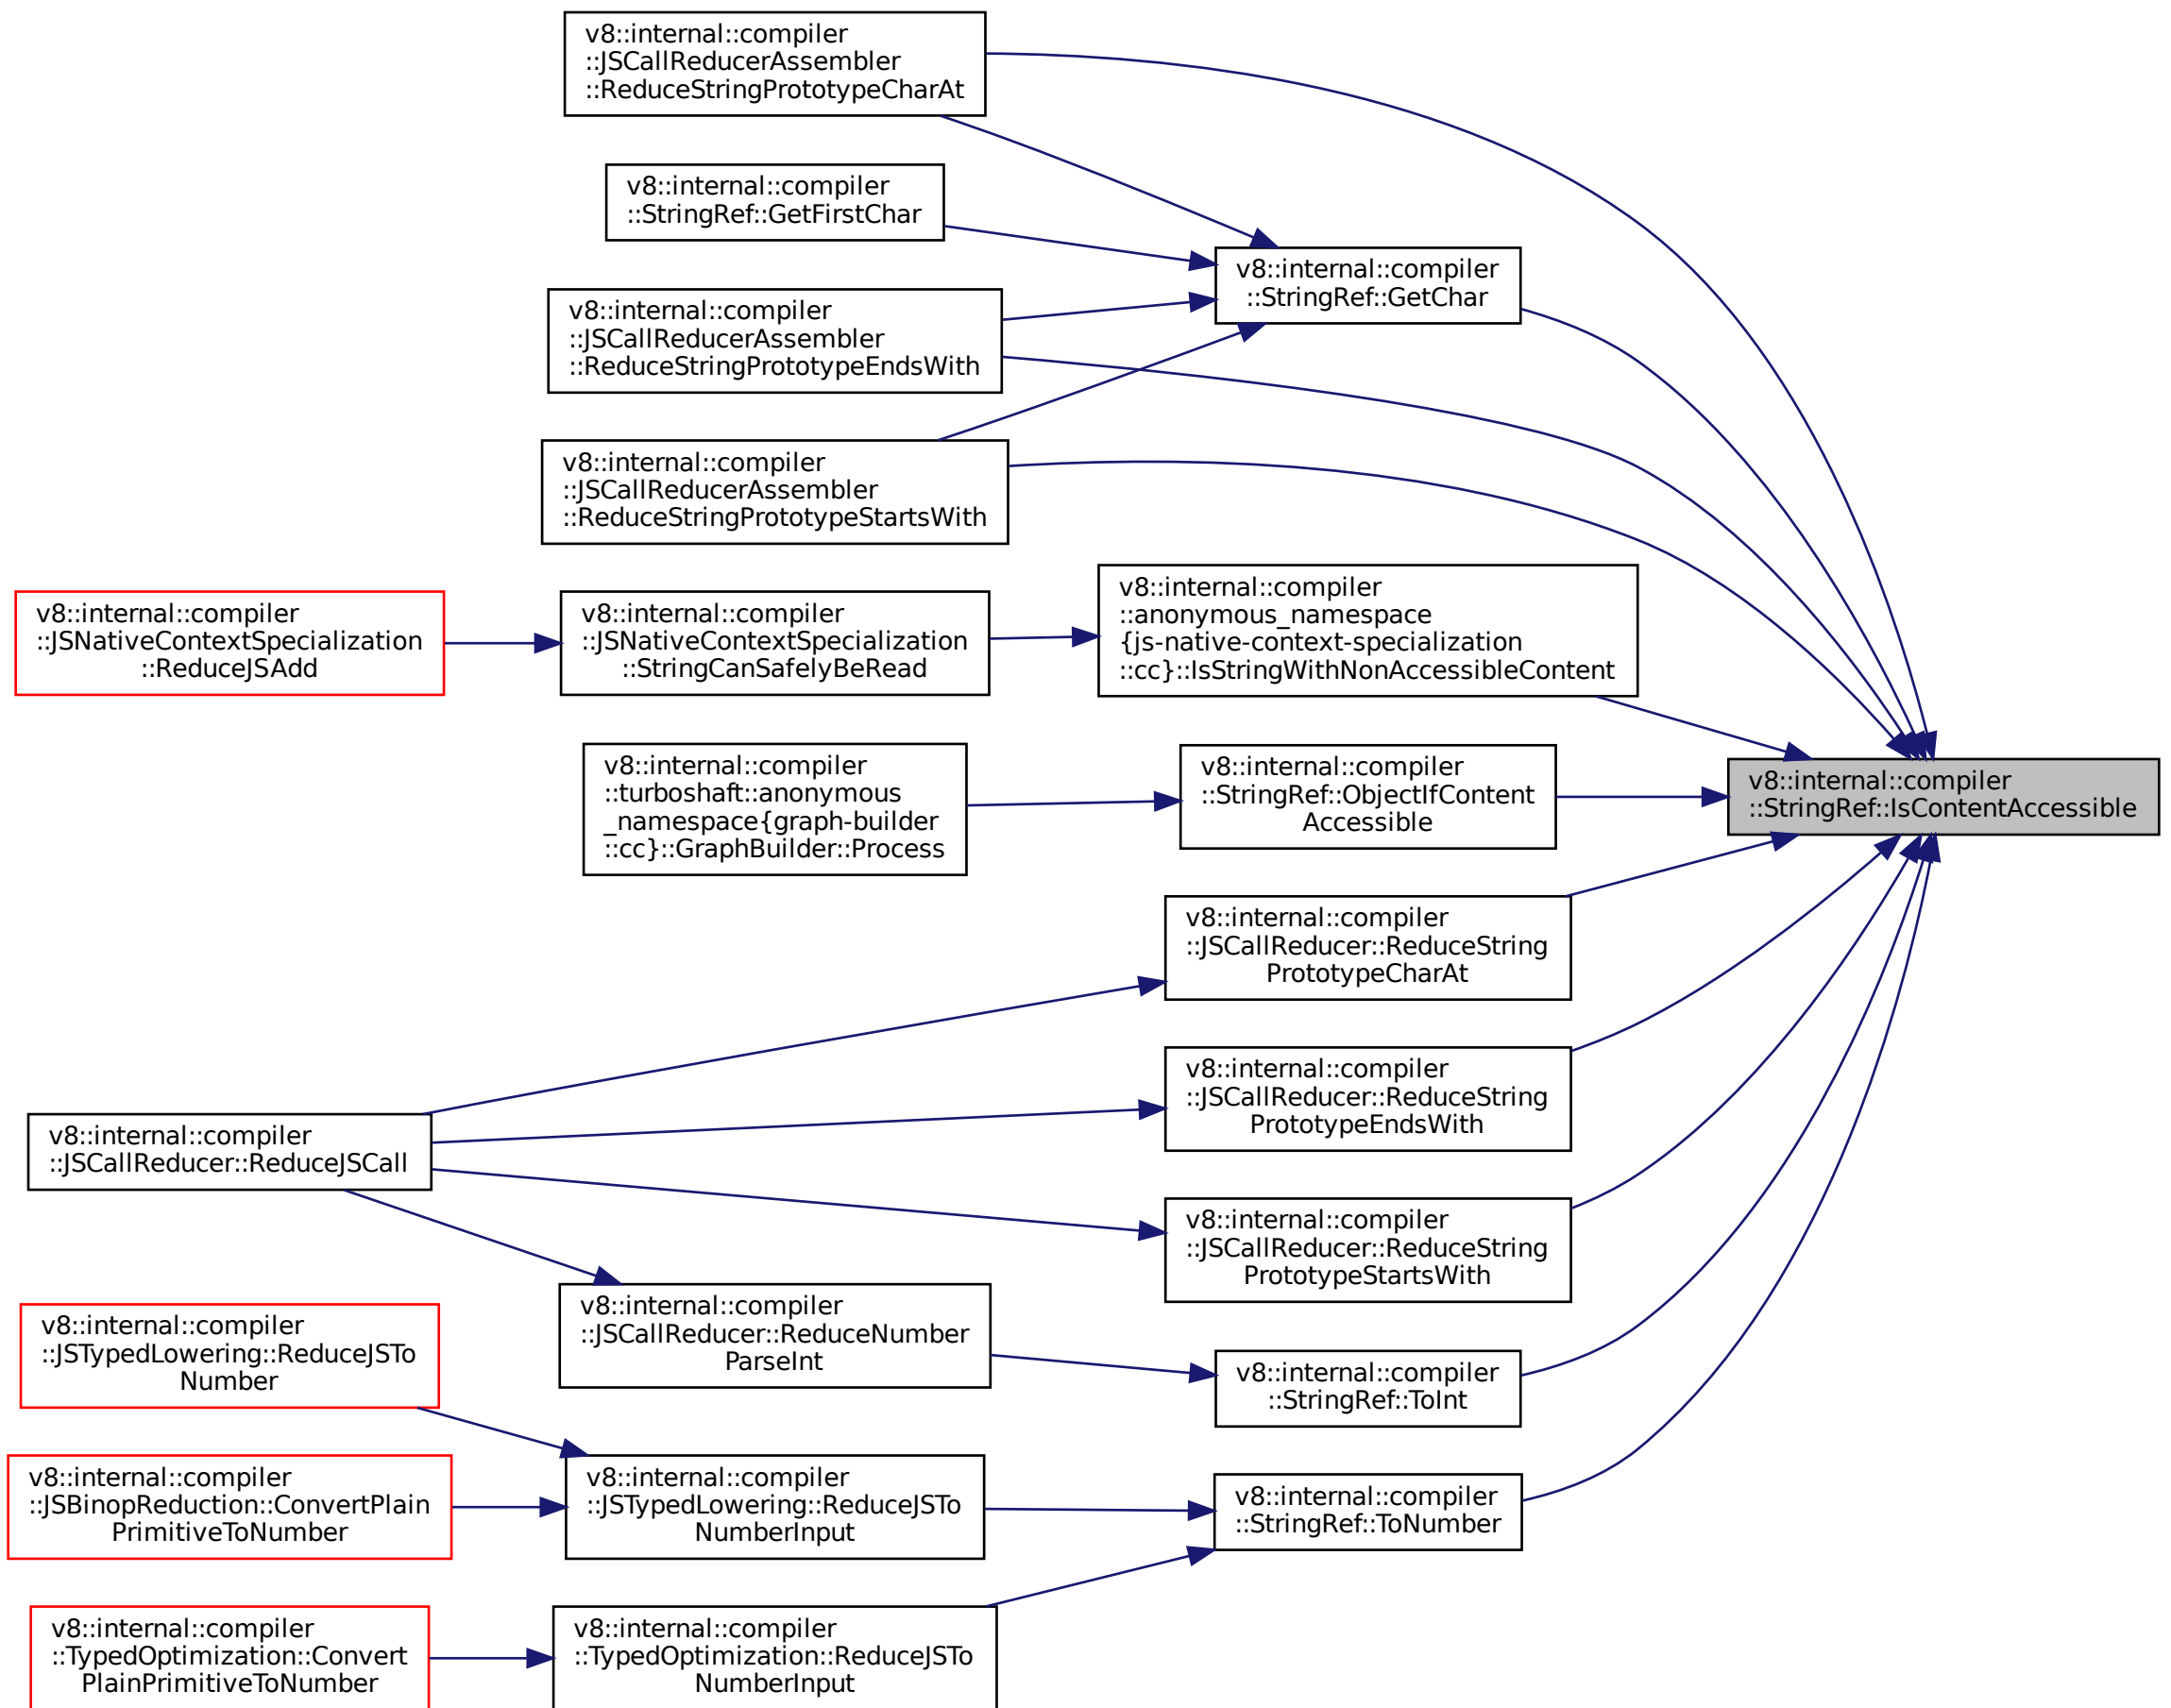 v8::internal::compiler
::JSCallReducerAssembler
::ReduceStringPrototypeCharAt
v8::internal::compiler
::StringRef::GetFirstChar
v8::internal::compiler
::StringRef::GetChar
v8::internal::compiler
::JSCallReducerAssembler
::ReduceStringPrototypeEndsWith
v8::internal::compiler
::JSCallReducerAssembler
::ReduceStringPrototypeStartsWith
v8::internal::compiler
::JSNativeContextSpecialization
::ReduceJSAdd
v8::internal::compiler
::JSNativeContextSpecialization
::StringCanSafelyBeRead
v8::internal::compiler
::anonymous_namespace
{js-native-context-specialization
::cc}::IsStringWithNonAccessibleContent
v8::internal::compiler
::turboshaft::anonymous
_namespace{graph-builder
::cc}::GraphBuilder::Process
v8::internal::compiler
::StringRef::ObjectIfContent
Accessible
v8::internal::compiler
::StringRef::IsContentAccessible
v8::internal::compiler
::JSCallReducer::ReduceString
PrototypeCharAt
v8::internal::compiler
::JSCallReducer::ReduceString
PrototypeEndsWith
v8::internal::compiler
::JSCallReducer::ReduceJSCall
v8::internal::compiler
::JSCallReducer::ReduceString
PrototypeStartsWith
v8::internal::compiler
::JSCallReducer::ReduceNumber
ParseInt
v8::internal::compiler
::StringRef::ToInt
v8::internal::compiler
::JSTypedLowering::ReduceJSTo
Number
v8::internal::compiler
::JSBinopReduction::ConvertPlain
PrimitiveToNumber
v8::internal::compiler
::JSTypedLowering::ReduceJSTo
NumberInput
v8::internal::compiler
::StringRef::ToNumber
v8::internal::compiler
::TypedOptimization::Convert
PlainPrimitiveToNumber
v8::internal::compiler
::TypedOptimization::ReduceJSTo
NumberInput